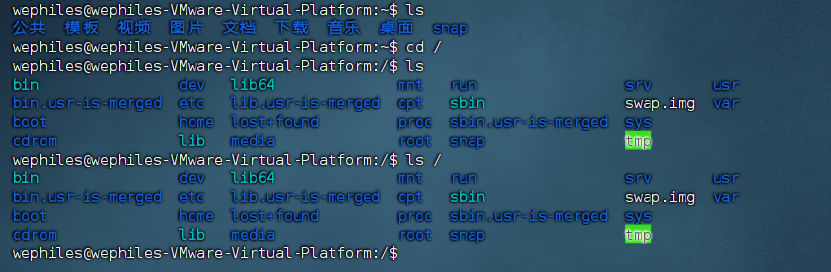 wephiles@wephiles-VMware-Virtual-Platform:~$ ls
公共 模板 视频 图片 文档 下载 音乐 桌面 snap
wephiles@wephiles-VMware-Virtual-Platform:~$ cd /
wephiles@wephiles-VMware-Virtual-Platform:/$ ls
bin dev lib64 mnt run srv usr
bin.usr-is-merged etc lib.usr-is-merged opt sbin swap.img var
boot home lost+found proc sbin.usr-is-merged sys
cdrom lib media root snap tmp
wephiles@wephiles-VMware-Virtual-Platform:/$ ls /
bin dev lib64 mnt run srv usr
bin.usr-is-merged etc lib.usr-is-merged opt sbin swap.img var
boot home lost+found proc sbin.usr-is-merged sys
cdrom lib media root snap tmp
wephiles@wephiles-VMware-Virtual-Platform:/$